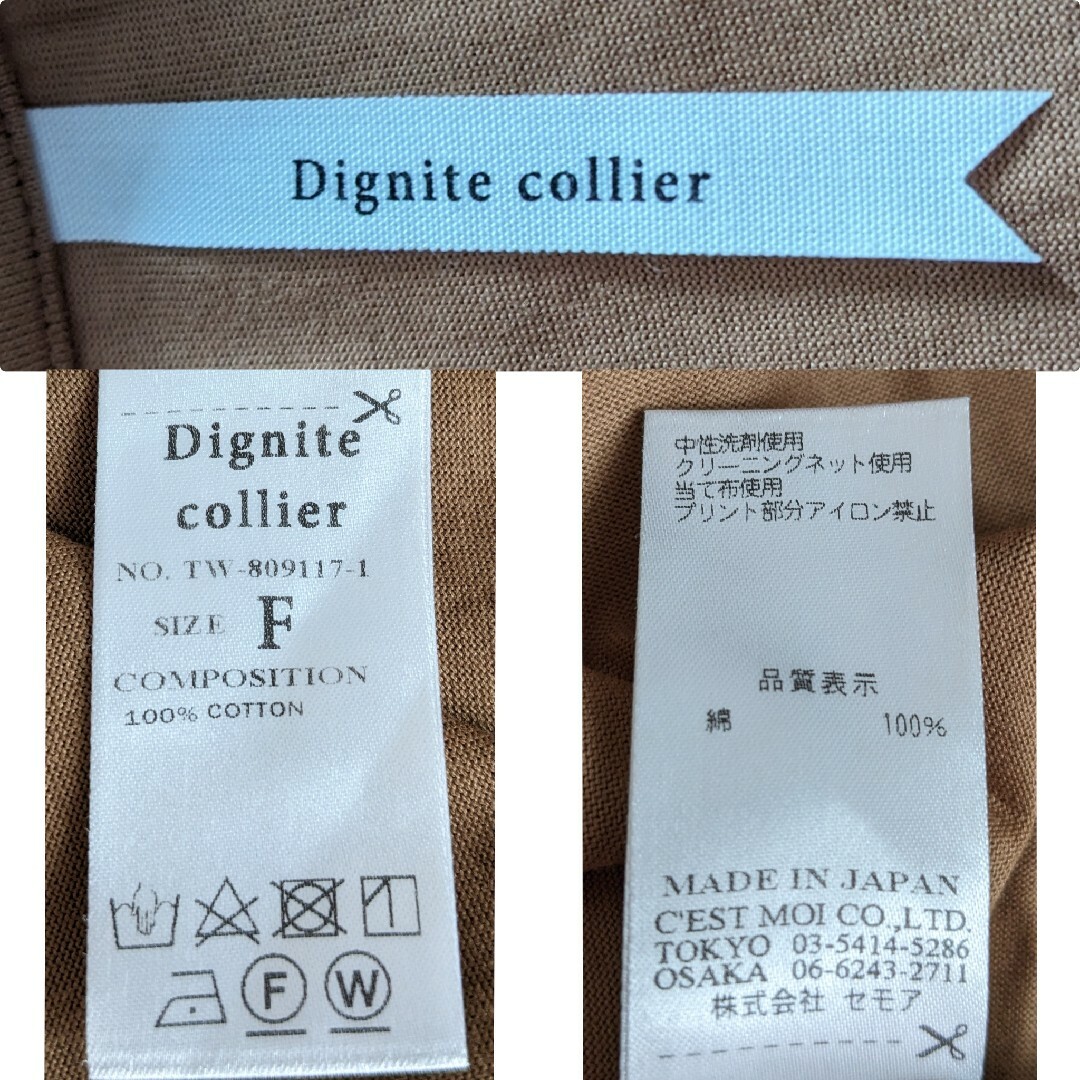 Dignite collier
Dignite
collier
NO. TW-809117-1
SIZE F
COMPOSITION
100% COTTON
F W
中性洗剤使用
クリーニングネット使用
当て布使用
プリント部分アイロン禁止
品質表示
綿 100%
MADE IN JAPAN
C'EST MOI CO.,LTD.
TOKYO 03-5414-5286
OSAKA 06-6243-2711
株式会社 セモア